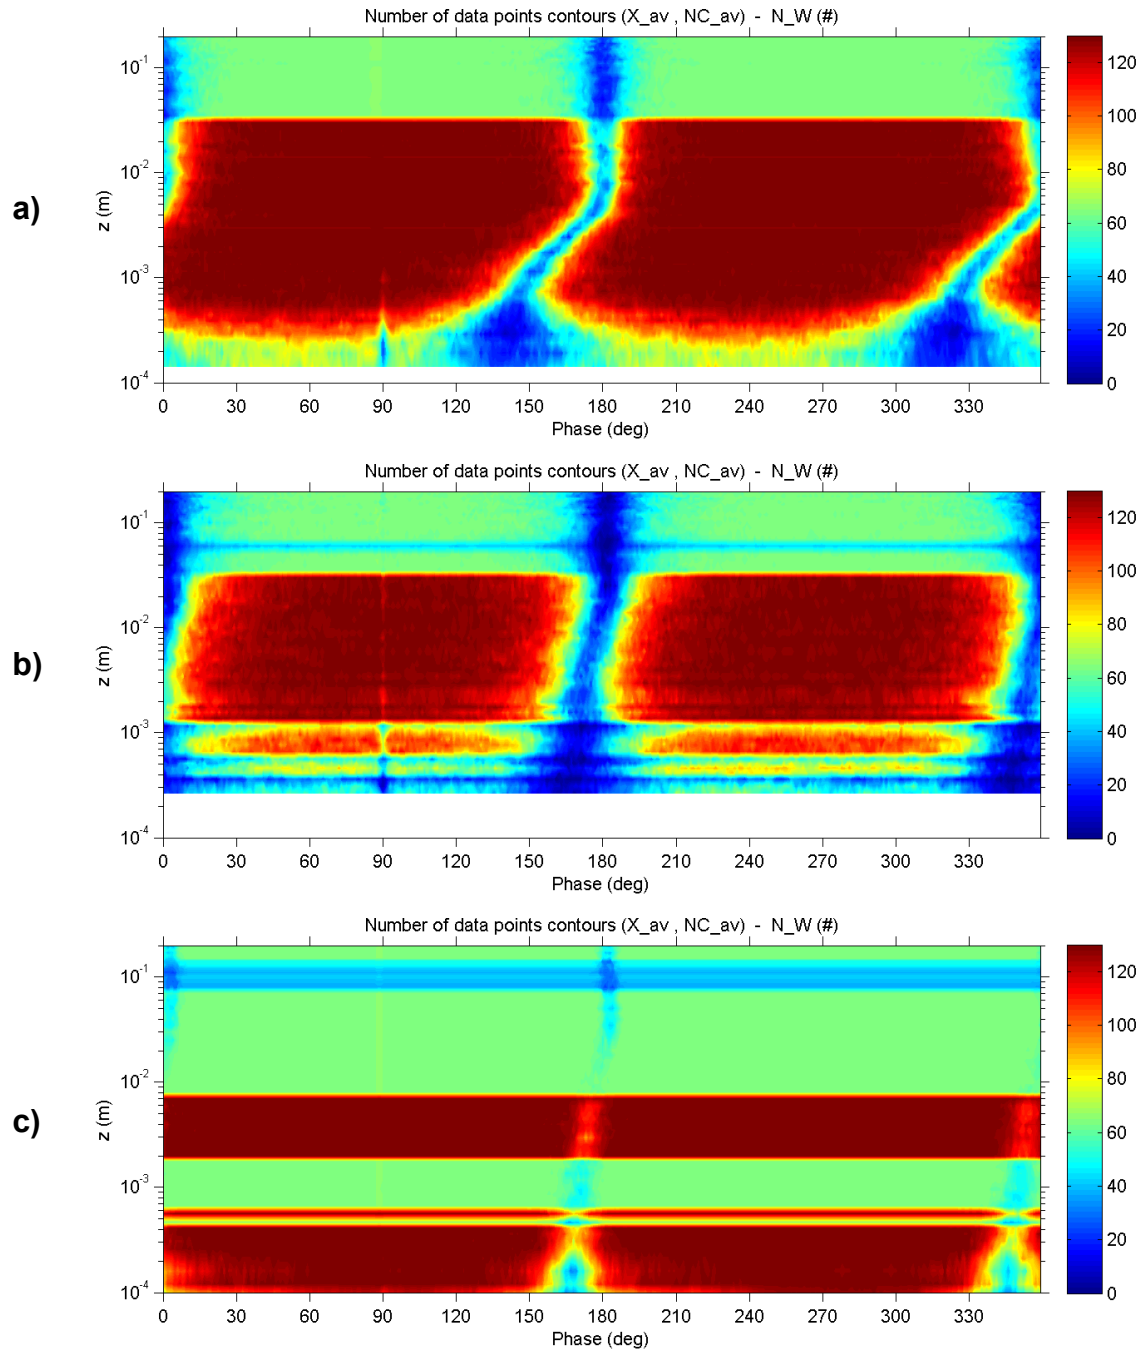 Number of data points contours (X_av , NC_av) - N_W (#)
a)
z (m)
10^-1
10^-2
10^-3
10^-4
0 30 60 90 120 150 180 210 240 270 300 330
Phase (deg)
120
100
80
60
40
20
0
Number of data points contours (X_av , NC_av) - N_W (#)
b)
z (m)
10^-1
10^-2
10^-3
10^-4
0 30 60 90 120 150 180 210 240 270 300 330
Phase (deg)
120
100
80
60
40
20
0
Number of data points contours (X_av , NC_av) - N_W (#)
c)
z (m)
10^-1
10^-2
10^-3
10^-4
0 30 60 90 120 150 180 210 240 270 300 330
Phase (deg)
120
100
80
60
40
20
0